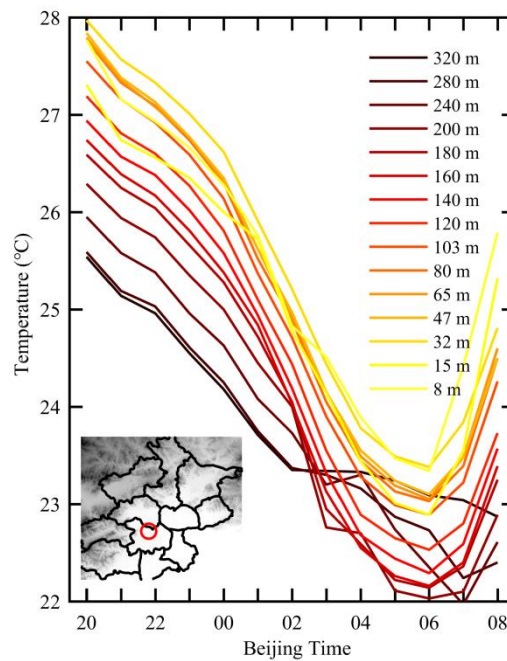 28
27
26
25
24
23
22
Temperature (°C)
320 m
280 m
240 m
200 m
180 m
160 m
140 m
120 m
103 m
80 m
65 m
47 m
32 m
15 m
8 m
20 22 00 02 04 06 08
Beijing Time